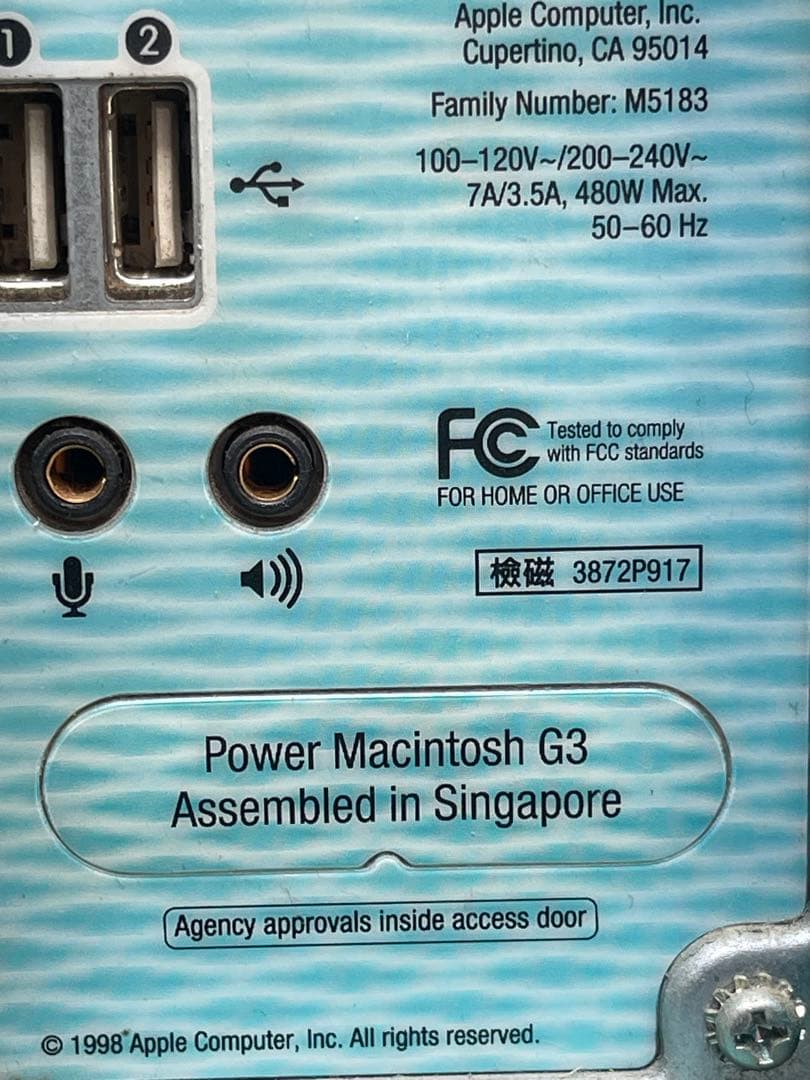 1 2
Apple Computer, Inc.
Cupertino, CA 95014
Family Number: M5183
100–120V~/200–240V~
7A/3.5A, 480W Max.
50–60 Hz
FC Tested to comply
with FCC standards
FOR HOME OR OFFICE USE
檢磁 3872P917
Power Macintosh G3
Assembled in Singapore
Agency approvals inside access door
© 1998 Apple Computer, Inc. All rights reserved.